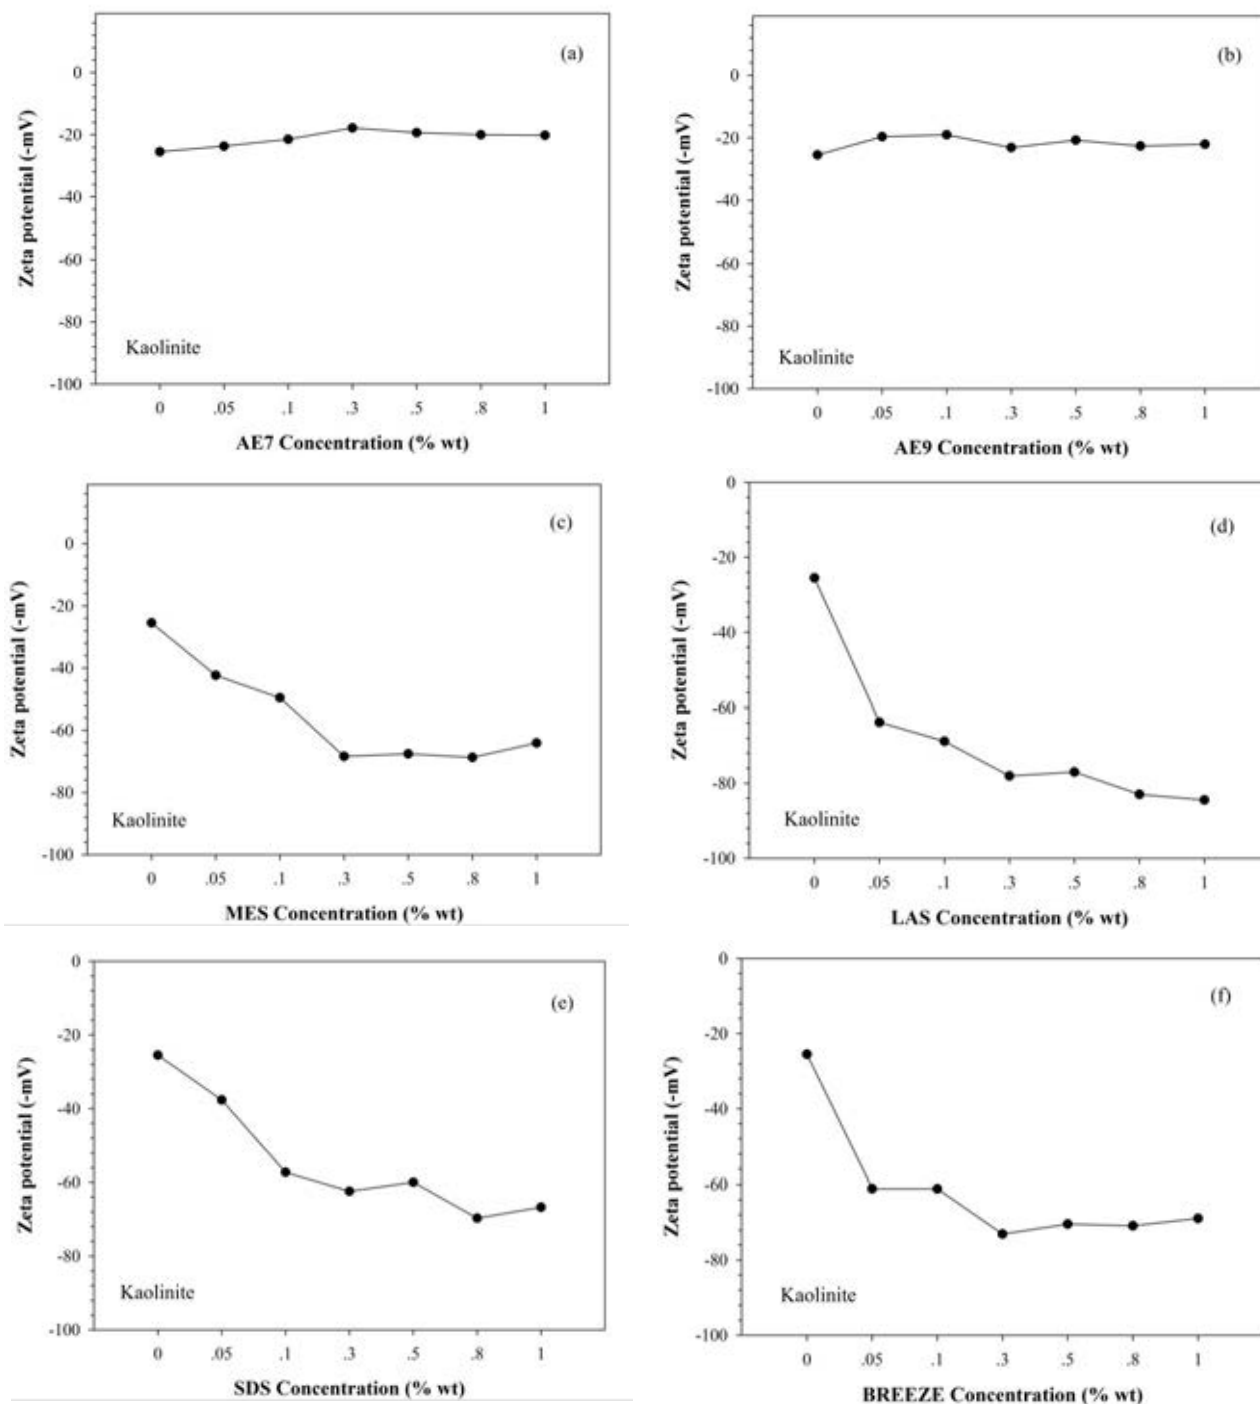 (a)
0
-20
-40
-60
-80
-100
Zeta potential (-mV)
Kaolinite
0 .05 .1 .3 .5 .8 1
AE7 Concentration (% wt)
(b)
0
-20
-40
-60
-80
-100
Zeta potential (-mV)
Kaolinite
0 .05 .1 .3 .5 .8 1
AE9 Concentration (% wt)
(c)
0
-20
-40
-60
-80
-100
Zeta potential (-mV)
Kaolinite
0 .05 .1 .3 .5 .8 1
MES Concentration (% wt)
(d)
0
-20
-40
-60
-80
-100
Zeta potential (-mV)
Kaolinite
0 .05 .1 .3 .5 .8 1
LAS Concentration (% wt)
(e)
0
-20
-40
-60
-80
-100
Zeta potential (-mV)
Kaolinite
0 .05 .1 .3 .5 .8 1
SDS Concentration (% wt)
(f)
0
-20
-40
-60
-80
-100
Zeta potential (-mV)
Kaolinite
0 .05 .1 .3 .5 .8 1
BREEZE Concentration (% wt)